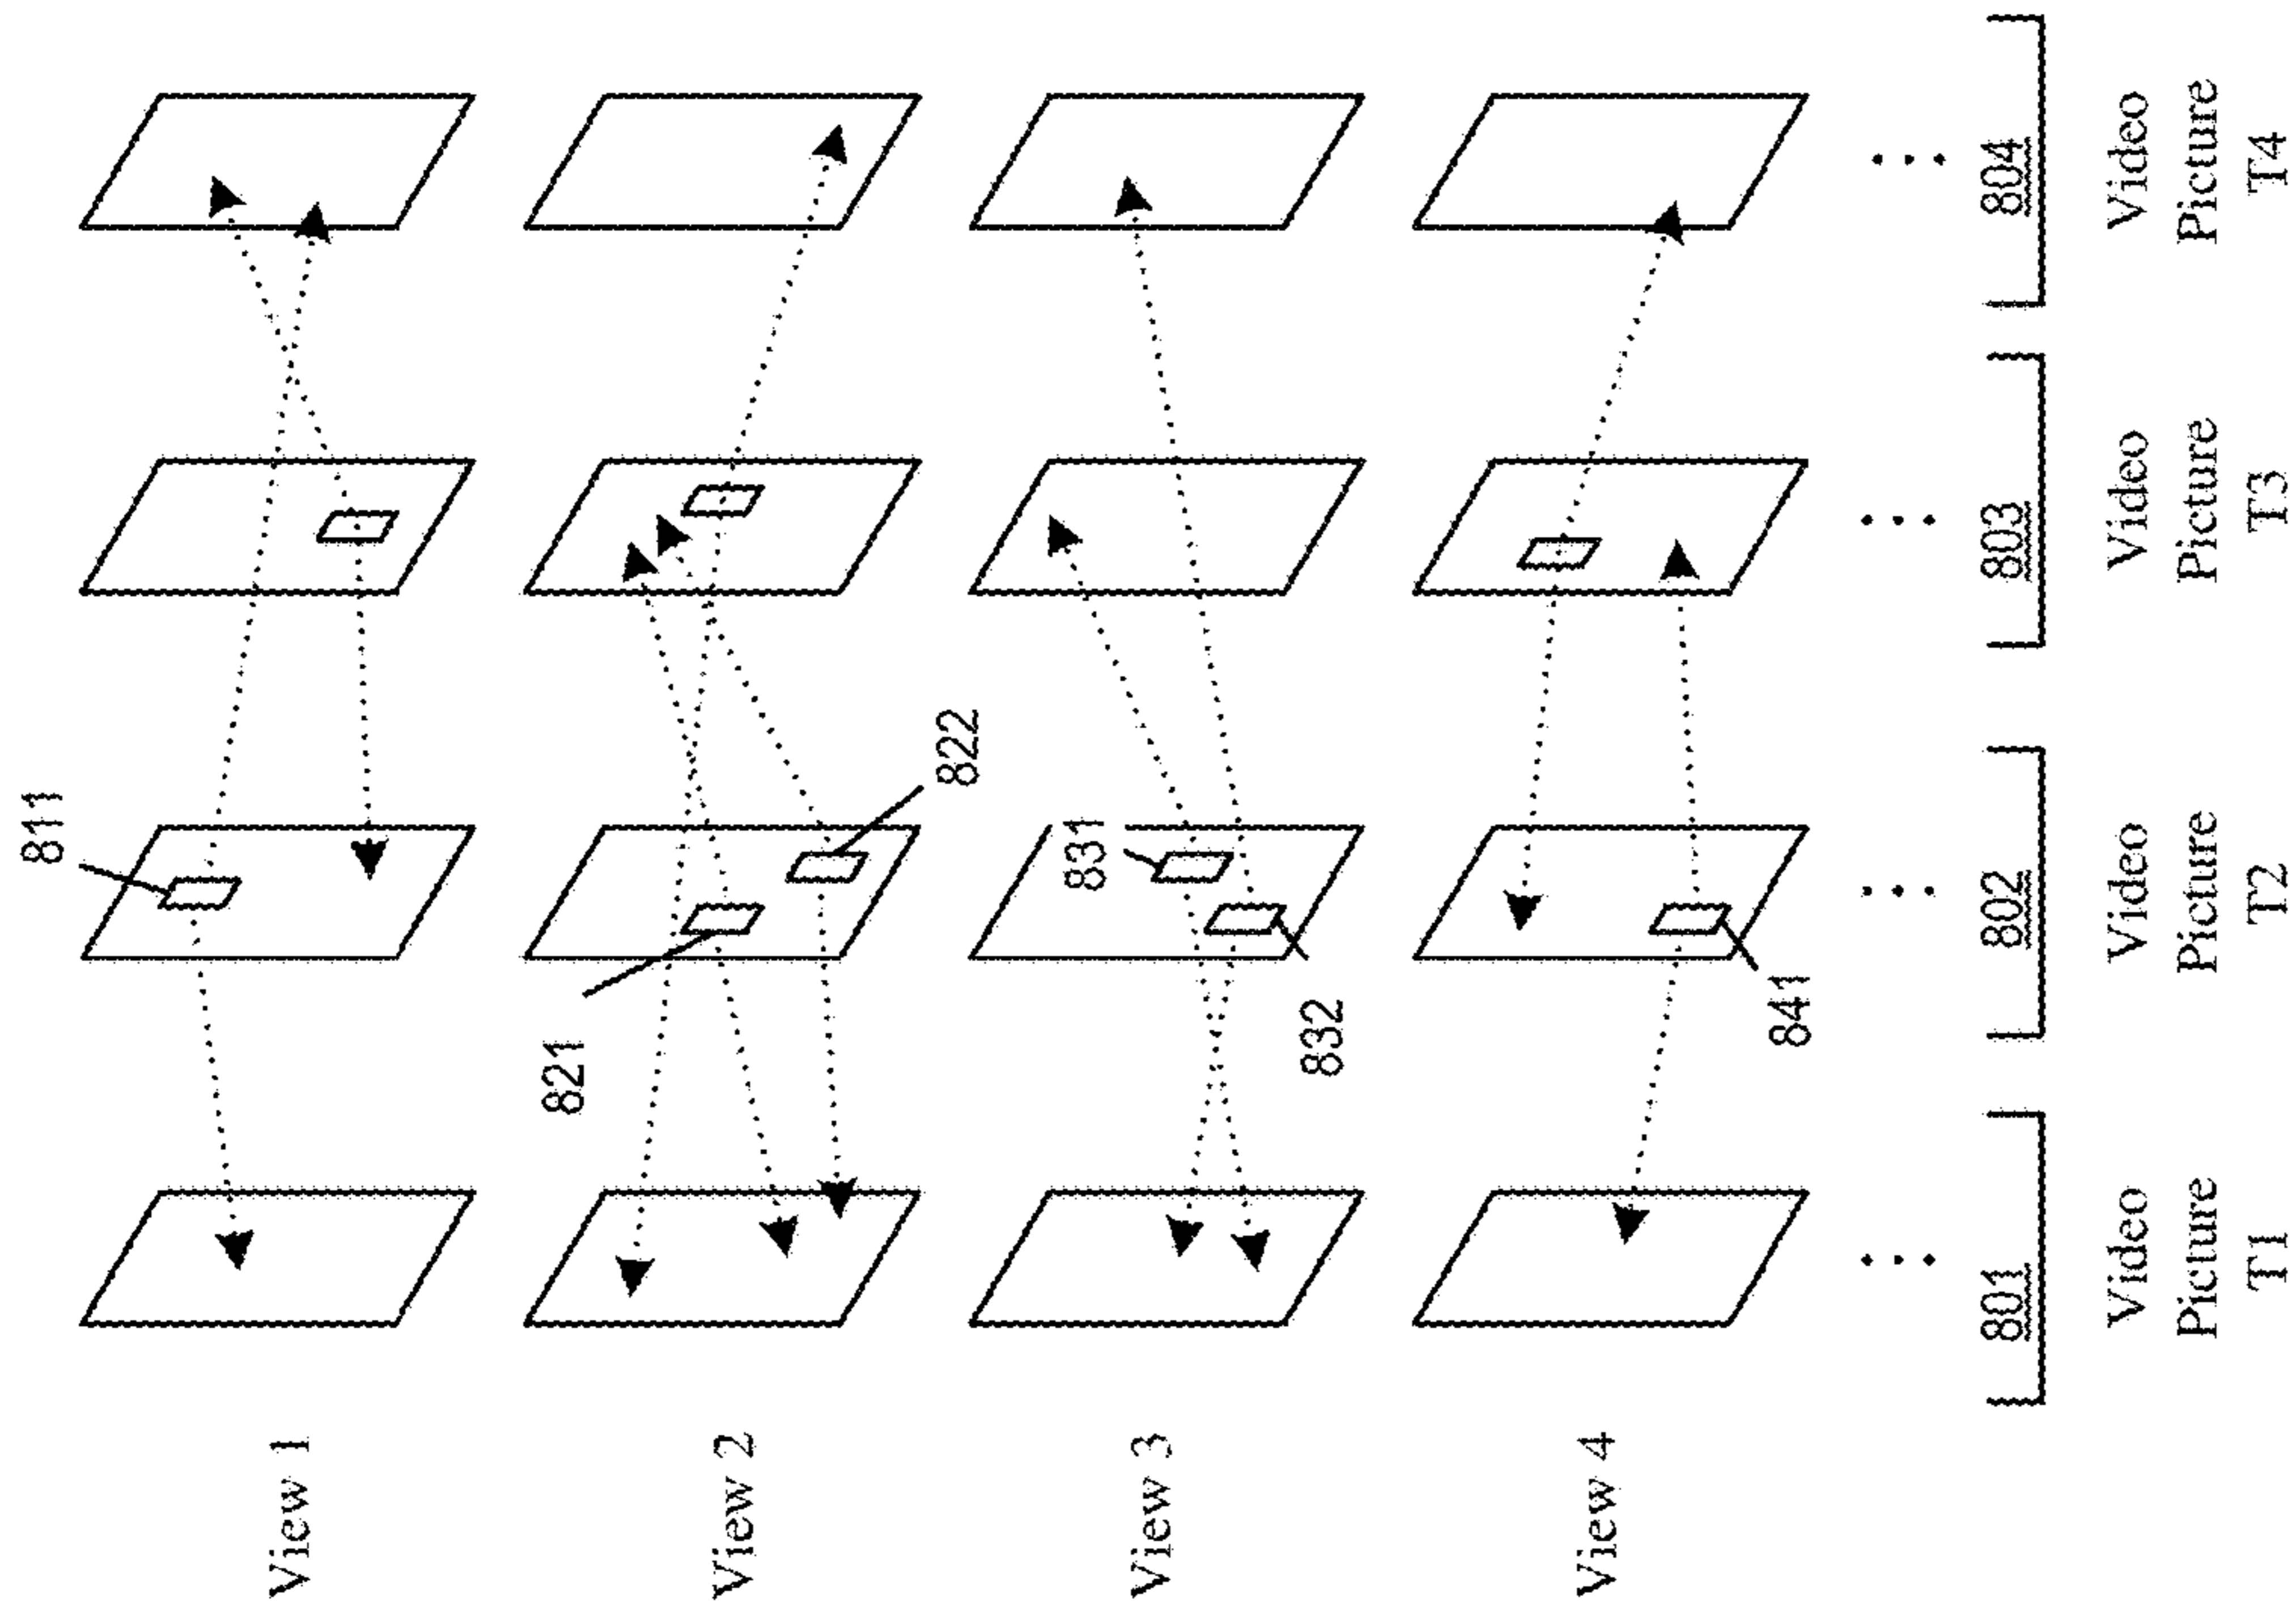 View 1
View 2
View 3
View 4
811
821
822
831
832
841
801
802
803
804
Video
Picture
T1
Video
Picture
T2
Video
Picture
T3
Video
Picture
T4